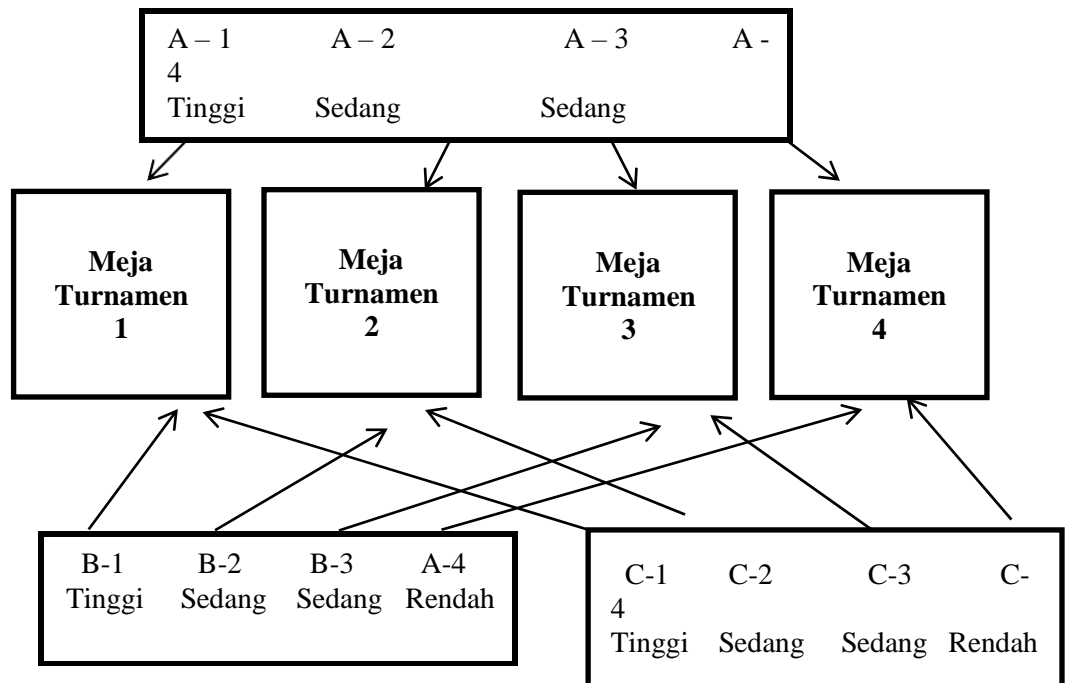 A – 1 A – 2 A – 3 A -
4
Tinggi Sedang Sedang
Meja
Turnamen
1
Meja
Turnamen
2
Meja
Turnamen
3
Meja
Turnamen
4
B-1 B-2 B-3 A-4
Tinggi Sedang Sedang Rendah
C-1 C-2 C-3 C-
4
Tinggi Sedang Sedang Rendah